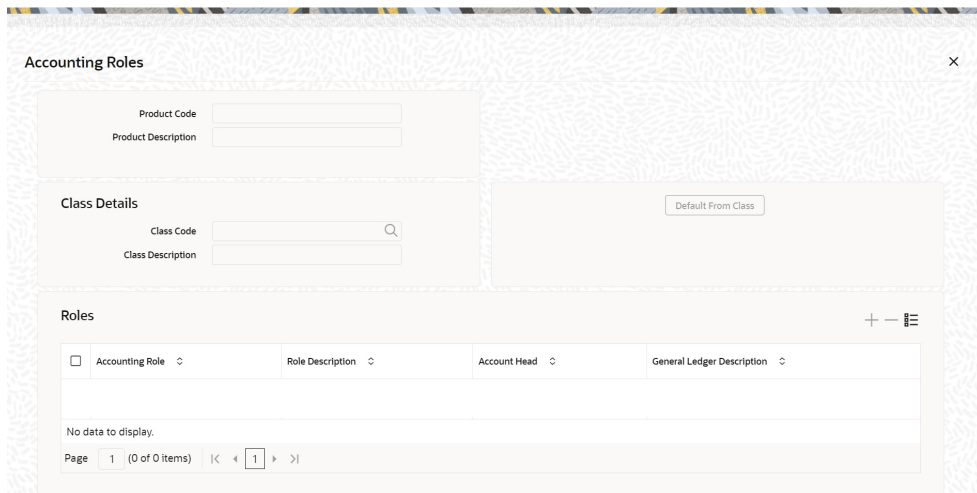 Accounting Roles
Product Code
Product Description
Class Details
Default From Class
Class Code
Class Description
Roles
Accounting Role Role Description Account Head General Ledger Description
No data to display.
Page 1 (0 of 0 items) 1